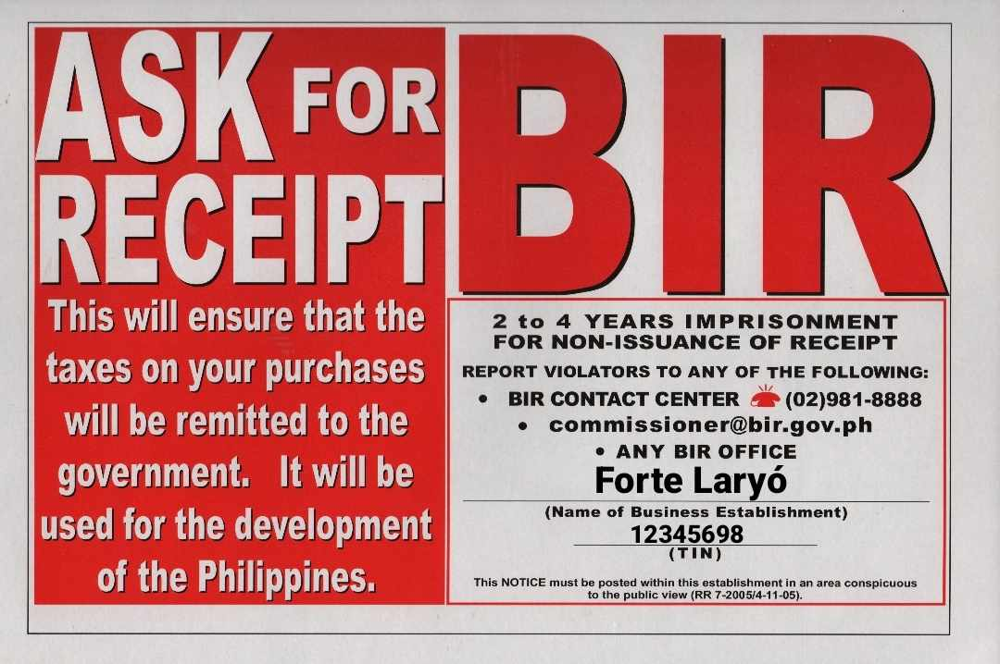 ASK FOR
RECEIPT
This will ensure that the
taxes on your purchases
will be remitted to the
government. It will be
used for the development
of the Philippines.
BIR
2 to 4 YEARS IMPRISONMENT
FOR NON-ISSUANCE OF RECEIPT
REPORT VIOLATORS TO ANY OF THE FOLLOWING:
• BIR CONTACT CENTER (02)981-8888
• commissioner@bir.gov.ph
• ANY BIR OFFICE
Forte Laryó
(Name of Business Establishment)
12345698
(TIN)
This NOTICE must be posted within this establishment in an area conspicuous
to the public view (RR 7-2005/4-11-05).